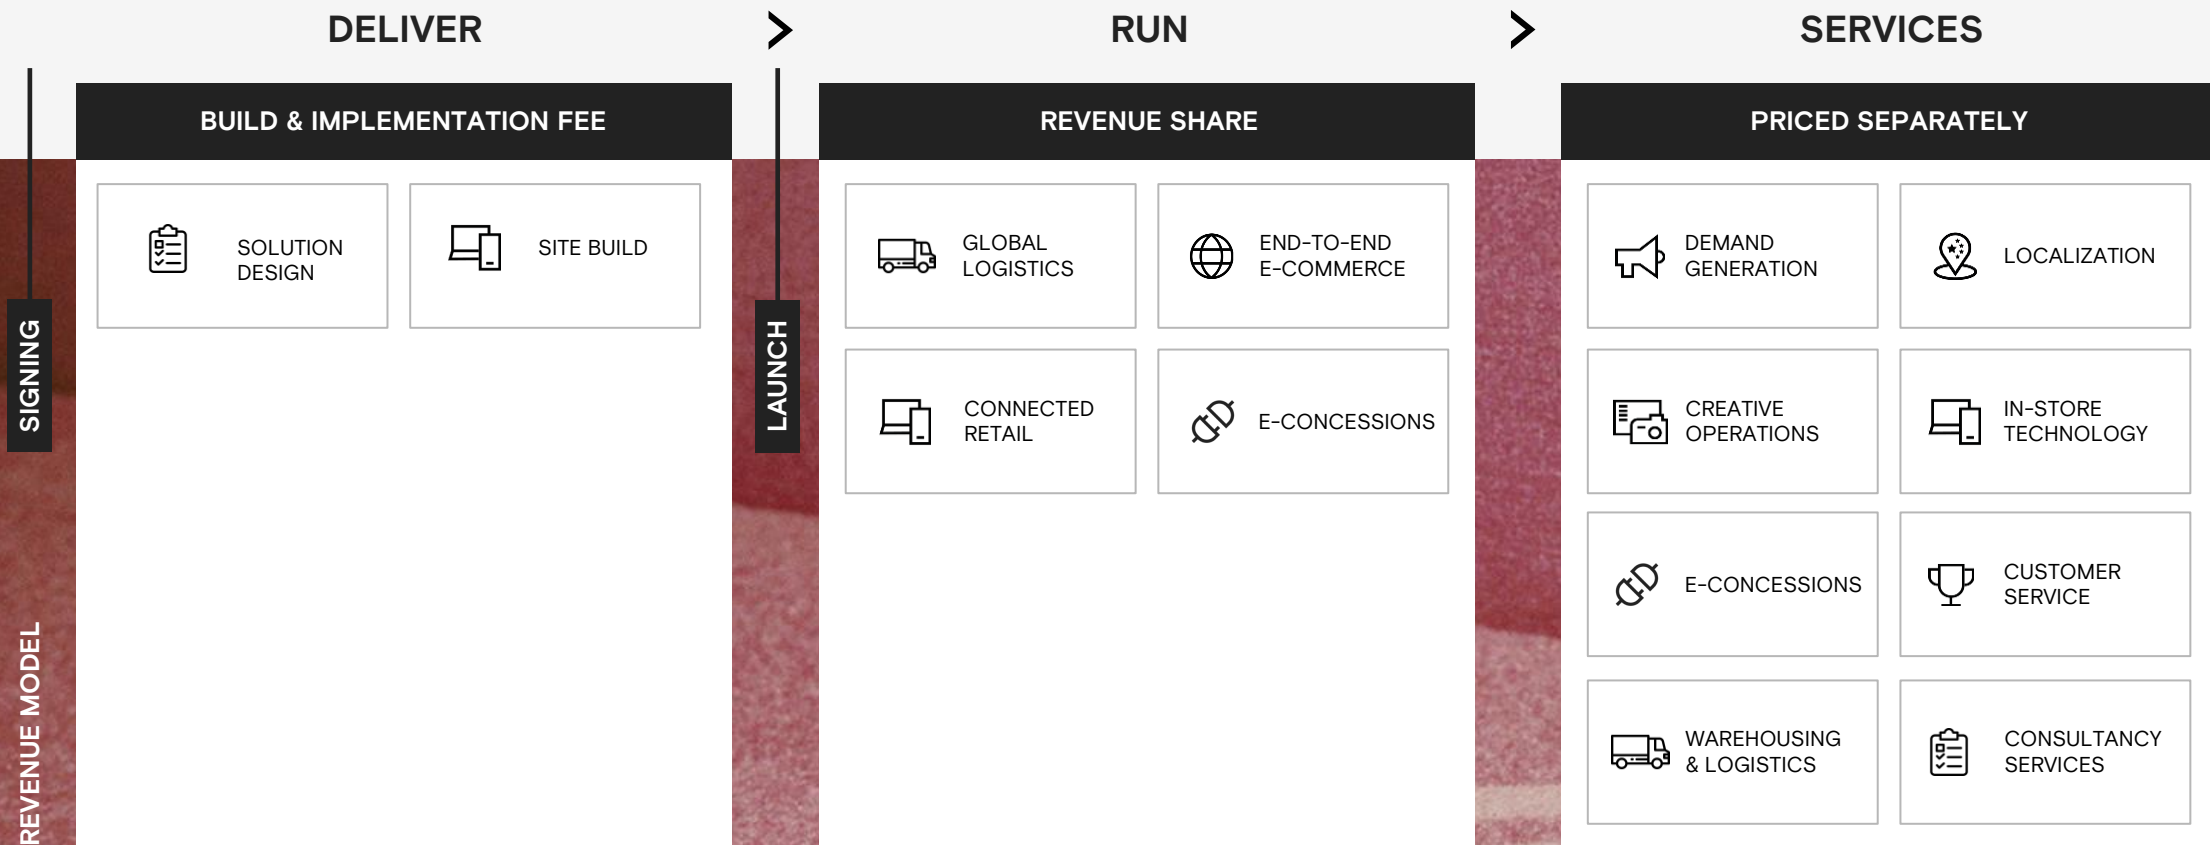 DELIVER
RUN
SERVICES
BUILD & IMPLEMENTATION FEE
REVENUE SHARE
PRICED SEPARATELY
SIGNING
REVENUE MODEL
SOLUTION
DESIGN
SITE BUILD
LAUNCH
GLOBAL
LOGISTICS
END-TO-END
E-COMMERCE
CONNECTED
RETAIL
E-CONCESSIONS
DEMAND
GENERATION
LOCALIZATION
CREATIVE
OPERATIONS
IN-STORE
TECHNOLOGY
E-CONCESSIONS
CUSTOMER
SERVICE
WAREHOUSING
& LOGISTICS
CONSULTANCY
SERVICES